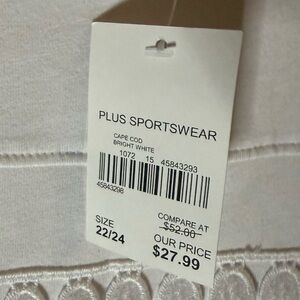 PLUS SPORTSWEAR
CAPE COD
BRIGHT WHITE
1072 15 45843293
45843298
SIZE
22/24
COMPARE AT
$52.00
OUR PRICE
$27.99